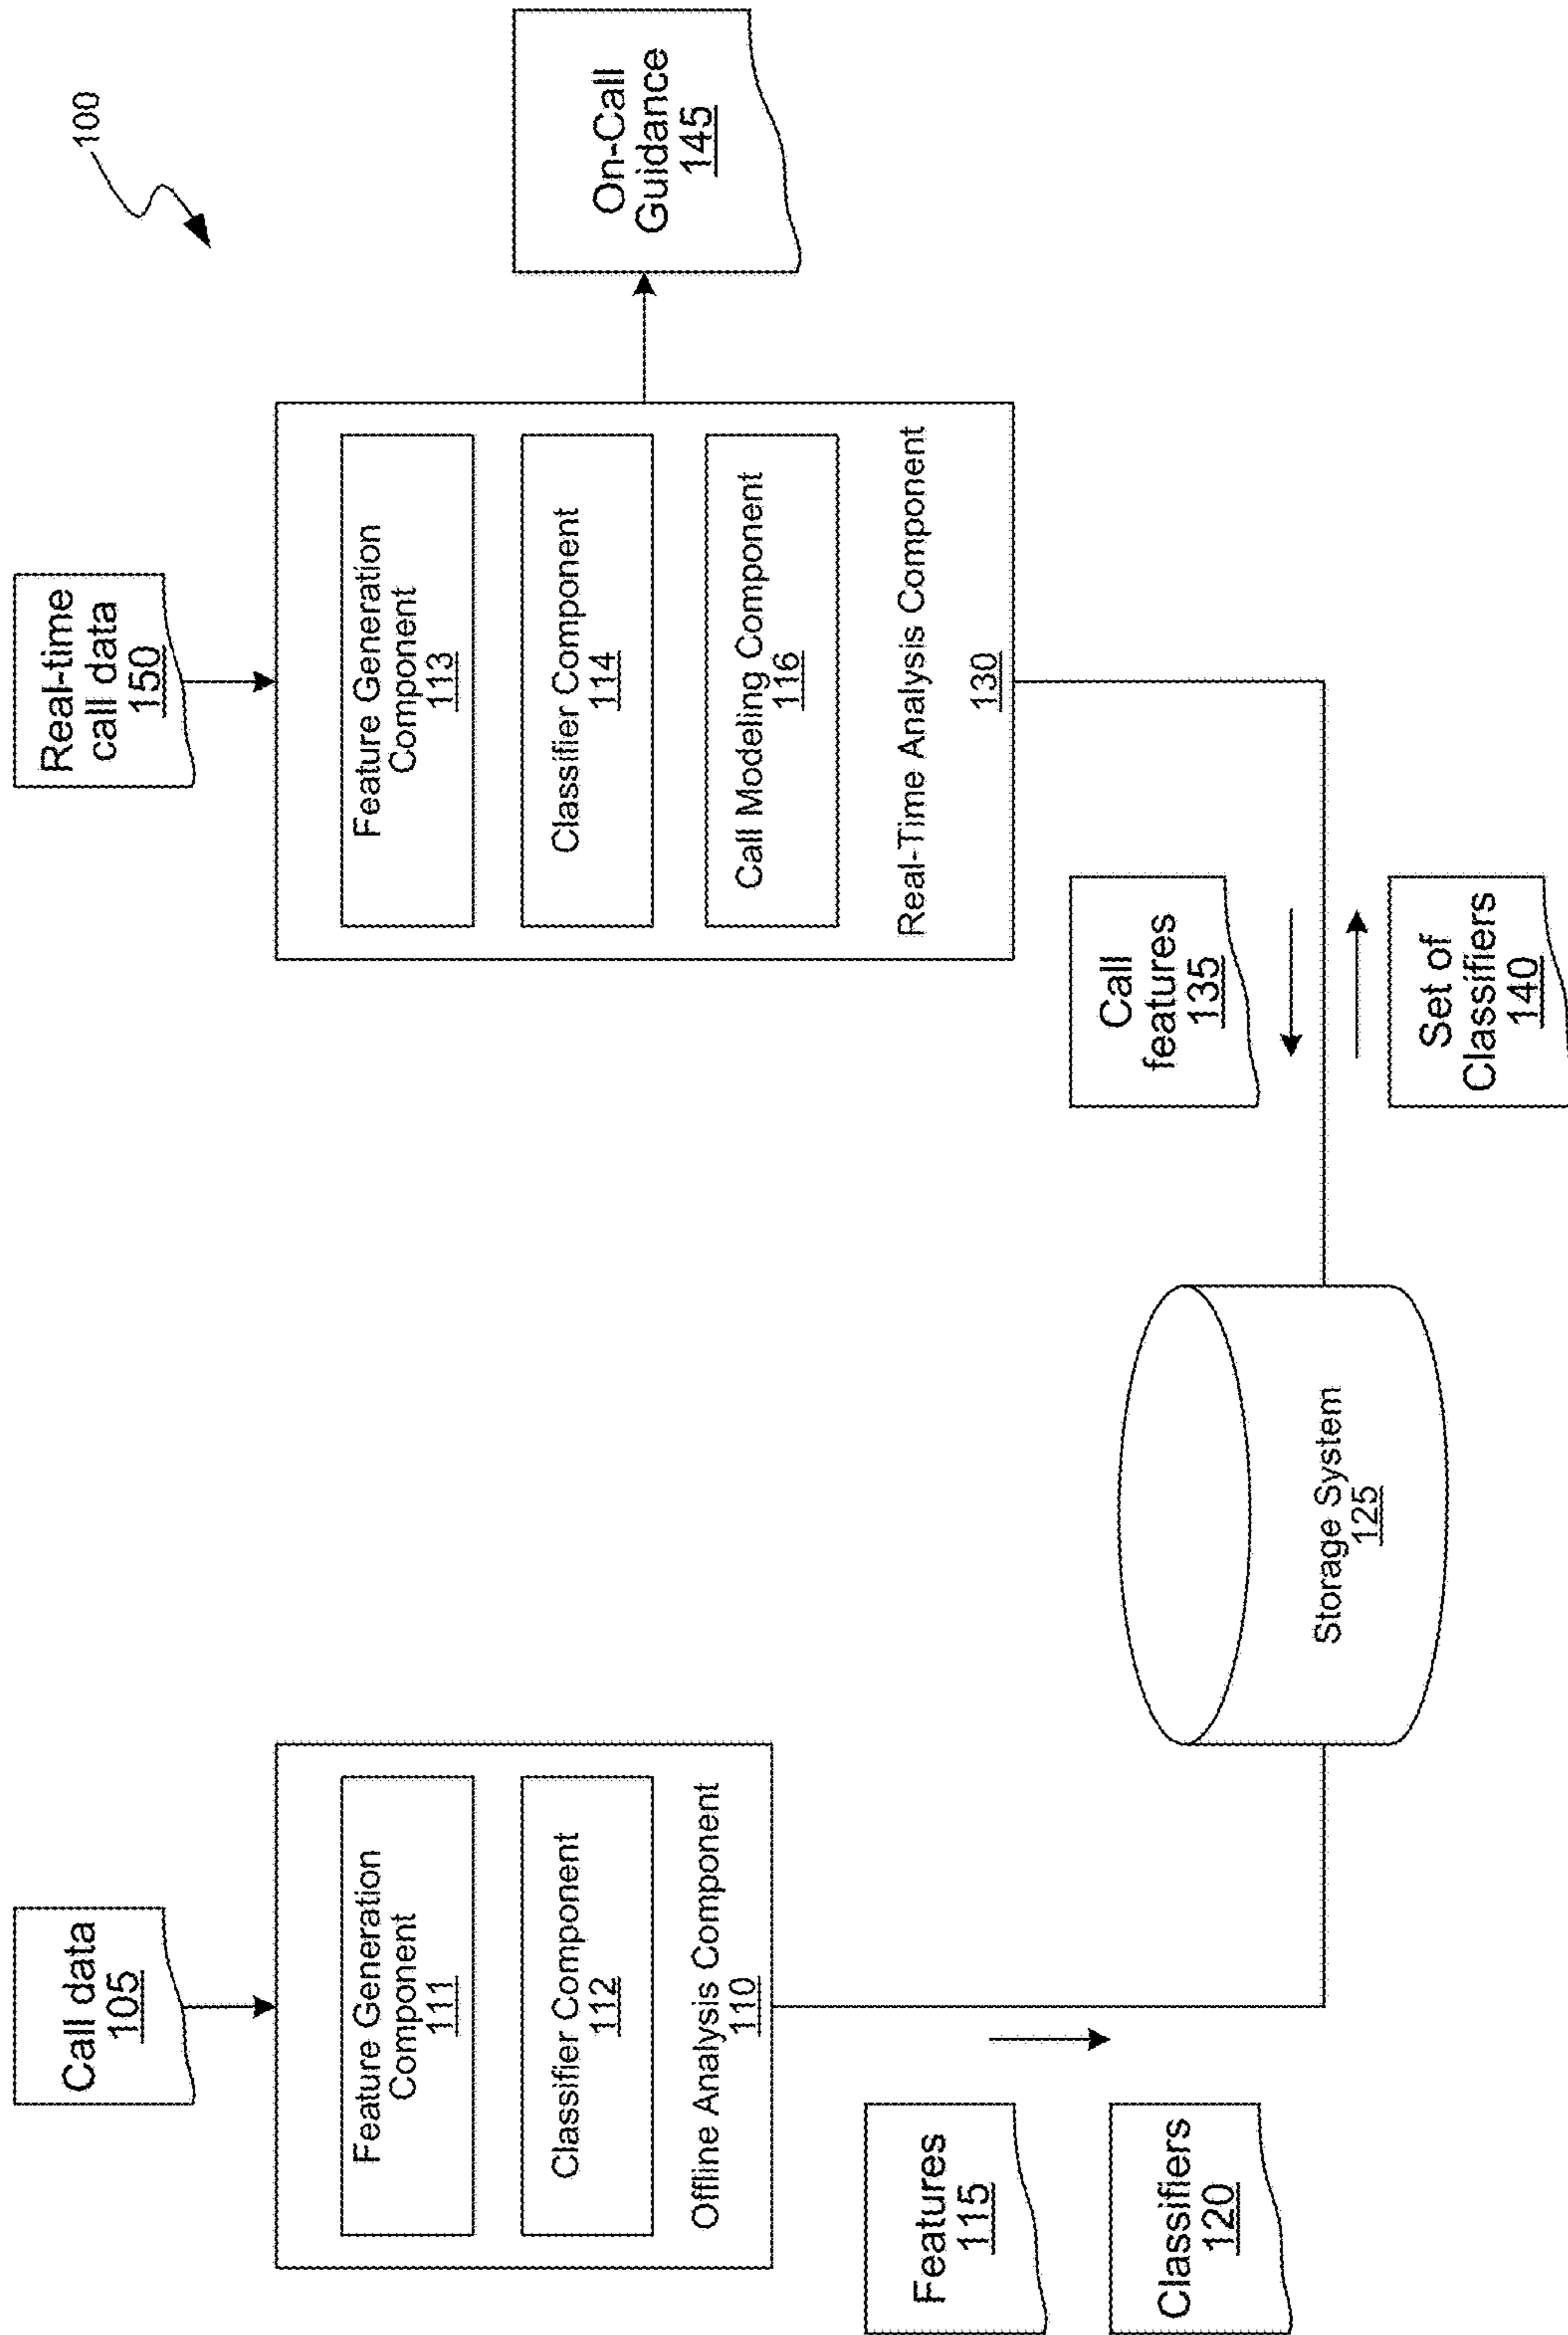 100
Call data
105
Feature Generation
Component
111
Classifier Component
112
Offline Analysis Component
110
Features
115
Classifiers
120
Storage System
125
Real-time
call data
150
Feature Generation
Component
113
Classifier Component
114
Call Modeling Component
116
Real-Time Analysis Component
130
On-Call
Guidance
145
Call
features
135
Set of
Classifiers
140